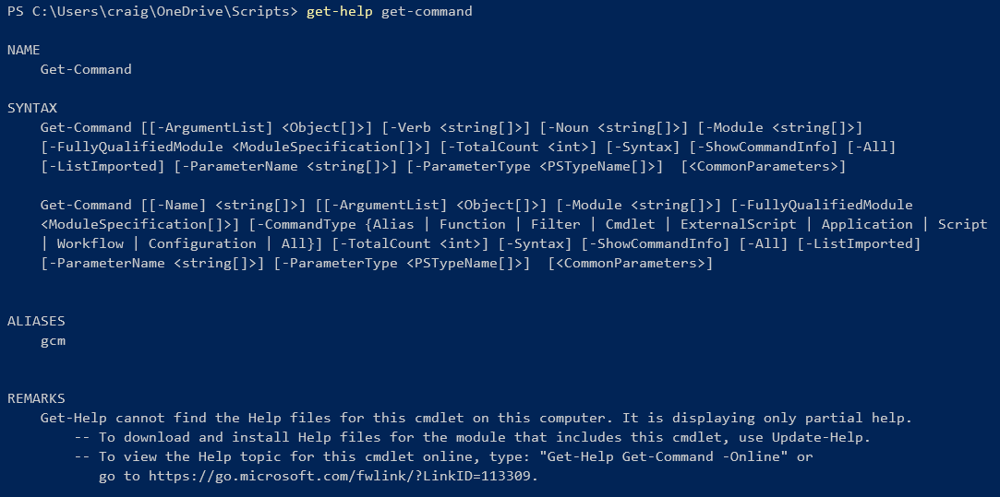 PS C:\Users\craig\OneDrive\Scripts> get-help get-command
NAME
Get-Command
SYNTAX
Get-Command [[-ArgumentList] <Object[]>] [-Verb <string[]>] [-Noun <string[]>] [-Module <string[]>]
[-FullyQualifiedModule <ModuleSpecification[]>] [-TotalCount <int>] [-Syntax] [-ShowCommandInfo] [-All]
[-ListImported] [-ParameterName <string[]>] [-ParameterType <PSTypeName[]>]  [<CommonParameters>]
Get-Command [[-Name] <string[]>] [[-ArgumentList] <Object[]>] [-Module <string[]>] [-FullyQualifiedModule
<ModuleSpecification[]>] [-CommandType {Alias | Function | Filter | Cmdlet | ExternalScript | Application | Script
| Workflow | Configuration | All}] [-TotalCount <int>] [-Syntax] [-ShowCommandInfo] [-All] [-ListImported]
[-ParameterName <string[]>] [-ParameterType <PSTypeName[]>]  [<CommonParameters>]
ALIASES
gcm
REMARKS
Get-Help cannot find the Help files for this cmdlet on this computer. It is displaying only partial help.
-- To download and install Help files for the module that includes this cmdlet, use Update-Help.
-- To view the Help topic for this cmdlet online, type: "Get-Help Get-Command -Online" or
go to https://go.microsoft.com/fwlink/?LinkID=113309.